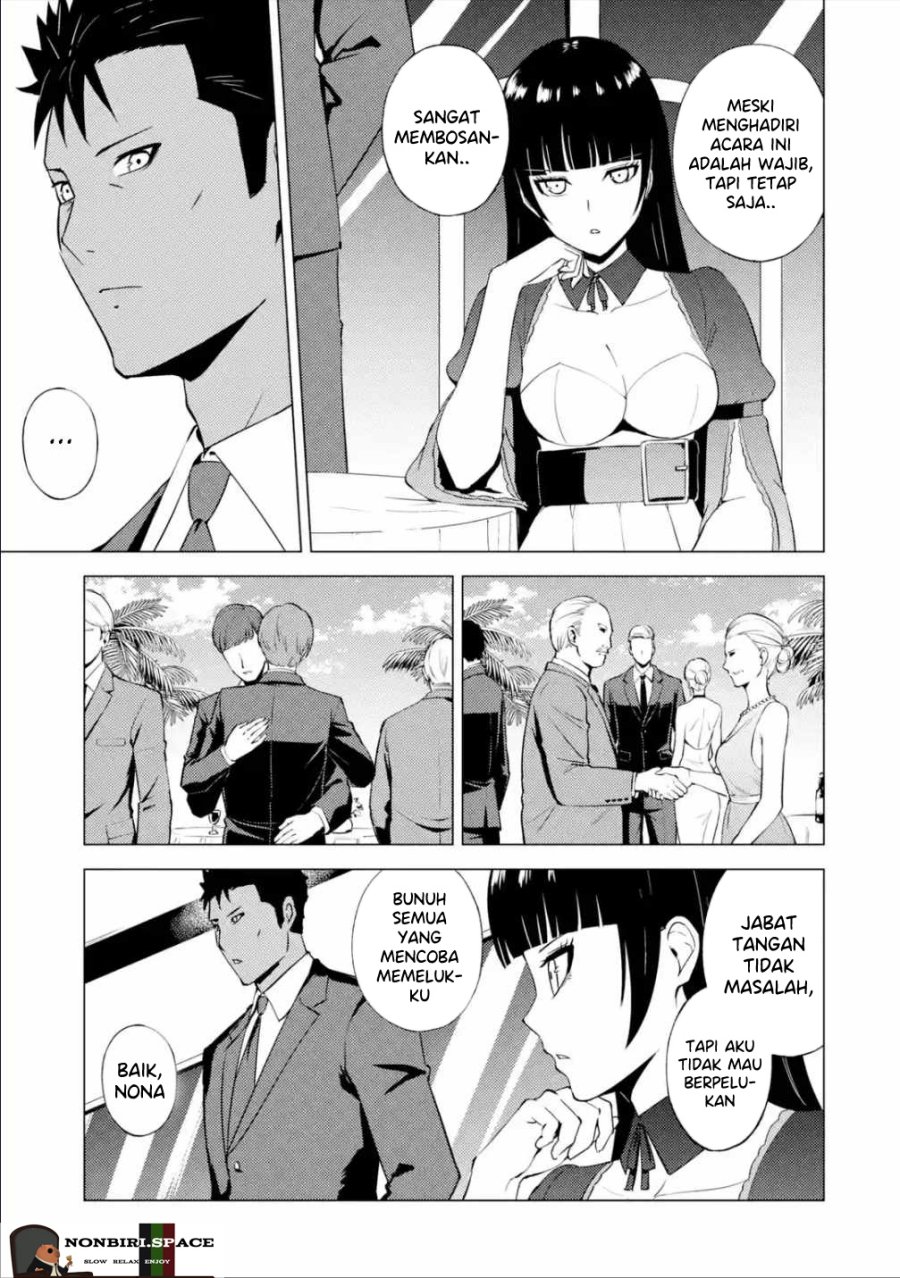 MESKI
MENGHADIRI
ACARA INI
ADALAH WAJIB,
TAPI TETAP
SAJA..
SANGAT
MEMBOSAN-
KAN..
...
JABAT
TANGAN
TIDAK
MASALAH,
TAPI AKU
TIDAK MAU
BERPELU-
KAN
BUNUH
SEMUA
YANG
MENCOBA
MEMELUK-
KU
BAIK,
NONA
NONBIRI.SPACE
SLOW RELAX ENJOY